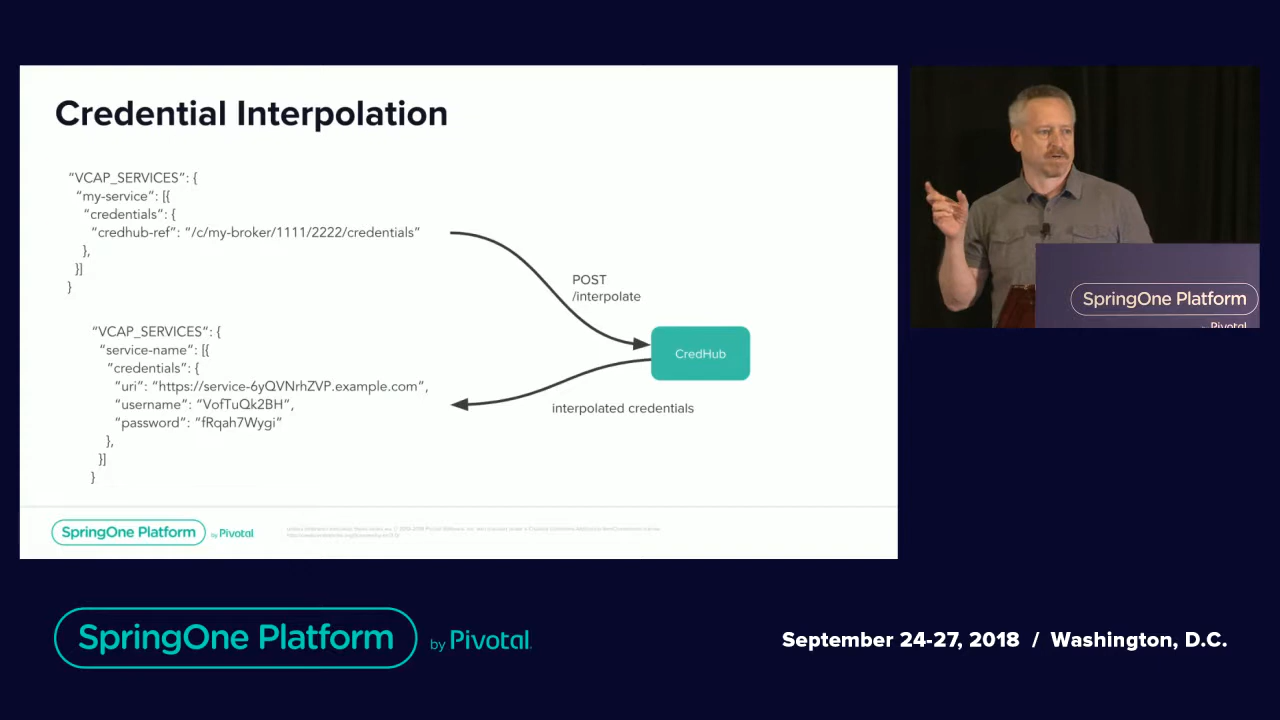 Credential Interpolation
“VCAP_SERVICES”: {
“my-service”: [{
“credentials”: {
“credhub-ref”: “/c/my-broker/1111/2222/credentials”
},
}]
}
POST
/interpolate
CredHub
“VCAP_SERVICES”: {
“service-name”: [{
“credentials”: {
“uri”: “https://service-6yQVNrhZVP.example.com”,
“username”: “VofTuQk2BH”,
“password”: “fRqah7Wygi”
},
}]
}
interpolated credentials
SpringOne Platform by Pivotal
SpringOne Platform
by Pivotal
SpringOne Platform by Pivotal.
September 24-27, 2018 / Washington, D.C.